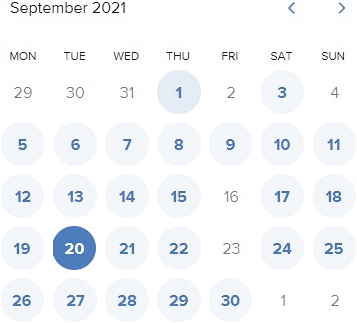 September 2021
MON TUE WED THU FRI SAT SUN
29 30 31 1 2 3 4
5 6 7 8 9 10 11
12 13 14 15 16 17 18
19 20 21 22 23 24 25
26 27 28 29 30 1 2